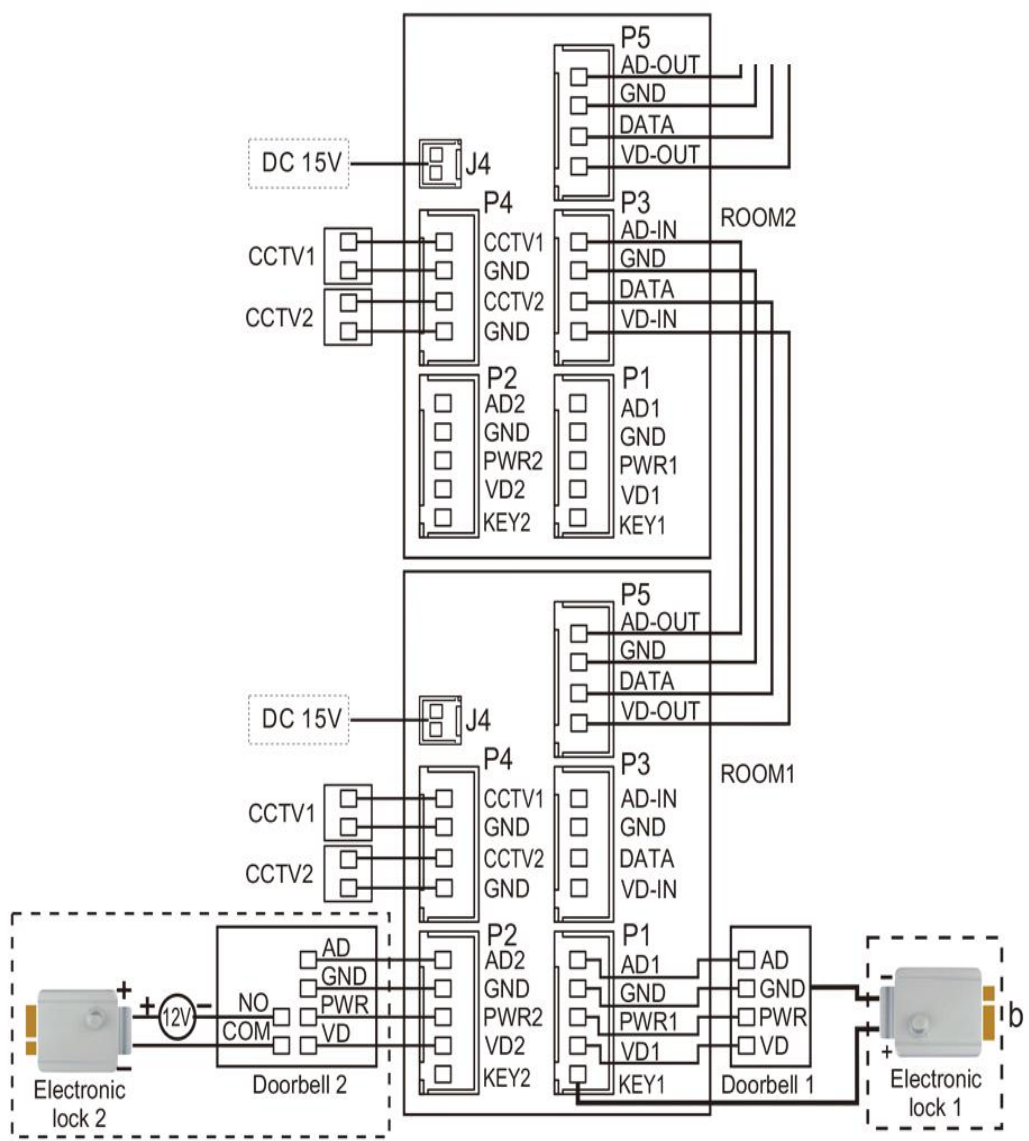 P5
AD-OUT
GND
DATA
VD-OUT
DC 15V
J4
P4
CCTV1
GND
CCTV2
GND
CCTV1
CCTV2
P3
AD-IN
GND
DATA
VD-IN
ROOM2
P2
AD2
GND
PWR2
VD2
KEY2
P1
AD1
GND
PWR1
VD1
KEY1
P5
AD-OUT
GND
DATA
VD-OUT
DC 15V
J4
P4
CCTV1
GND
CCTV2
GND
CCTV1
CCTV2
P3
AD-IN
GND
DATA
VD-IN
ROOM1
P2
AD2
GND
PWR2
VD2
KEY2
P1
AD1
GND
PWR1
VD1
KEY1
AD
GND
PWR
VD
NO
COM
Doorbell 2
+
+
12V
−
−
Electronic
lock 2
AD
GND
PWR
VD
Doorbell 1
−
+
Electronic
lock 1
b